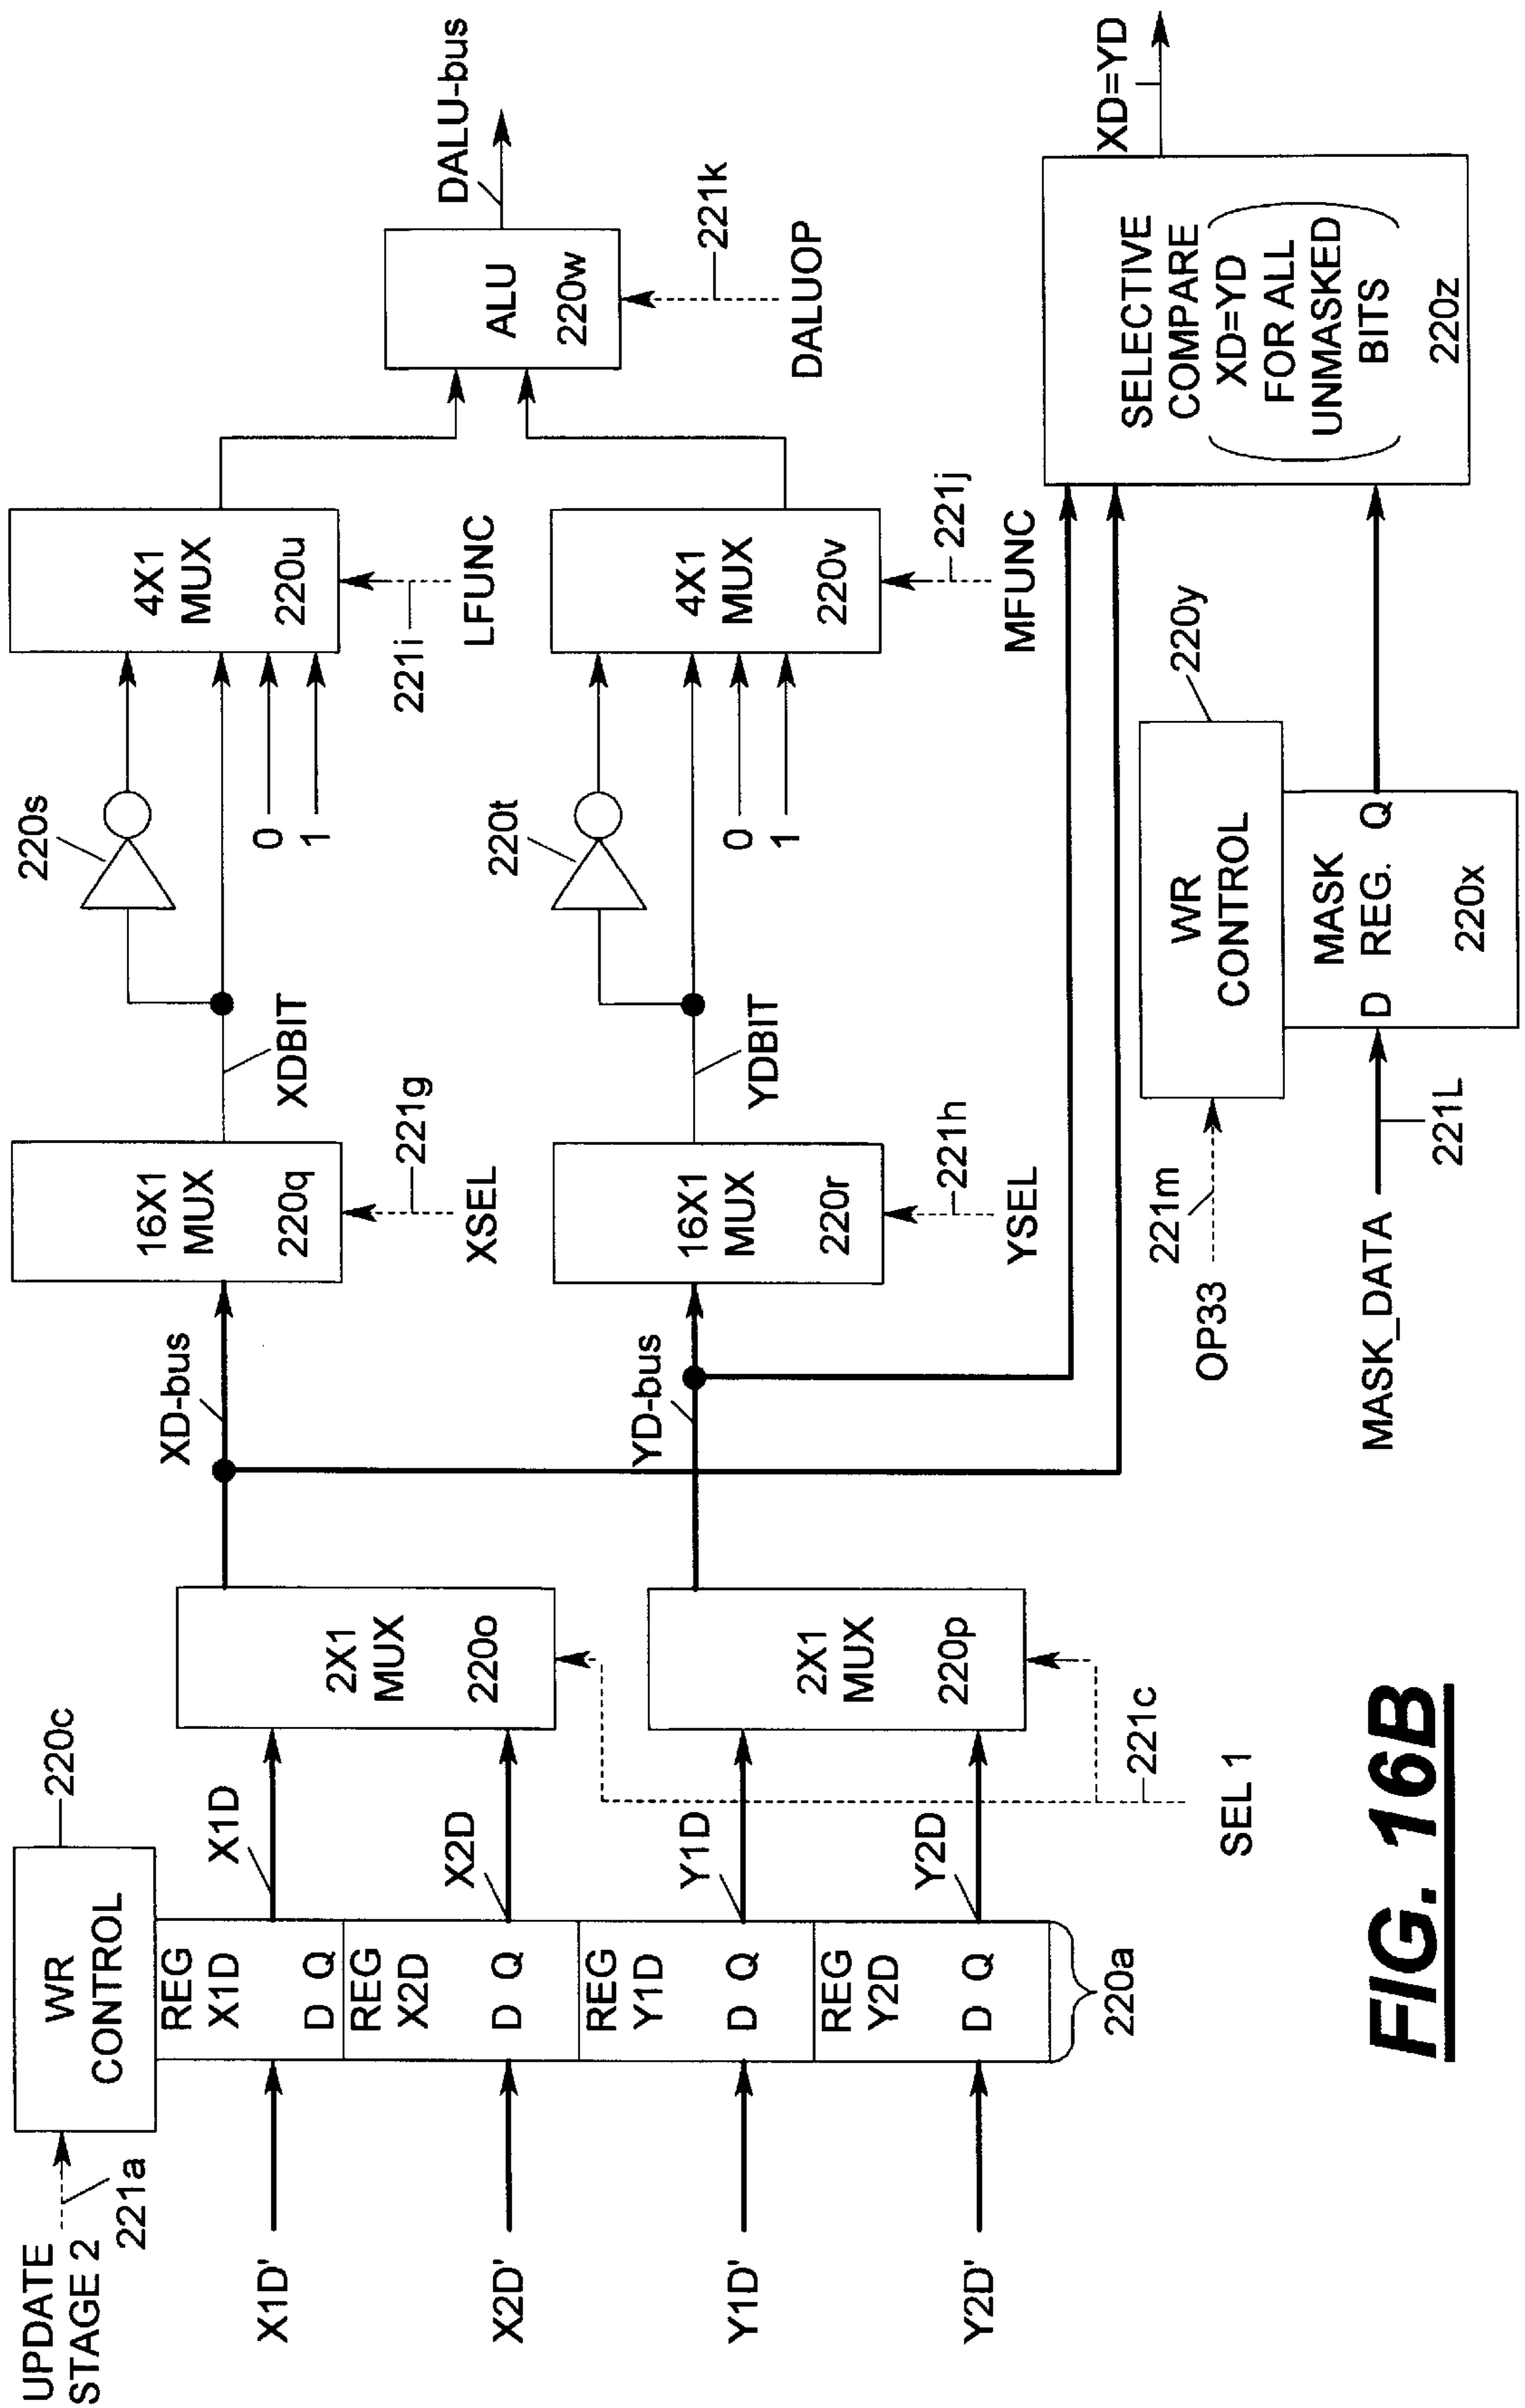 UPDATE
STAGE 2
221a
WR
CONTROL
220c
X1D'
X2D'
Y1D'
Y2D'
REG
X1D
D Q
REG
X2D
D Q
REG
Y1D
D Q
REG
Y2D
D Q
220a
X1D
X2D
Y1D
Y2D
2X1
MUX
220o
2X1
MUX
220p
221c
SEL 1
XD-bus
YD-bus
16X1
MUX
220q
221g
XSEL
16X1
MUX
220r
221h
YSEL
XDBIT
YDBIT
220s
0
1
220t
0
1
4X1
MUX
220u
221i
LFUNC
4X1
MUX
220v
221j
MFUNC
ALU
220w
DALU-bus
221k
DALUOP
OP33
221m
WR
CONTROL
220y
MASK_DATA
221L
MASK
D REG. Q
220x
SELECTIVE
COMPARE
XD=YD
FOR ALL
UNMASKED
BITS
220z
XD=YD
FIG. 16B